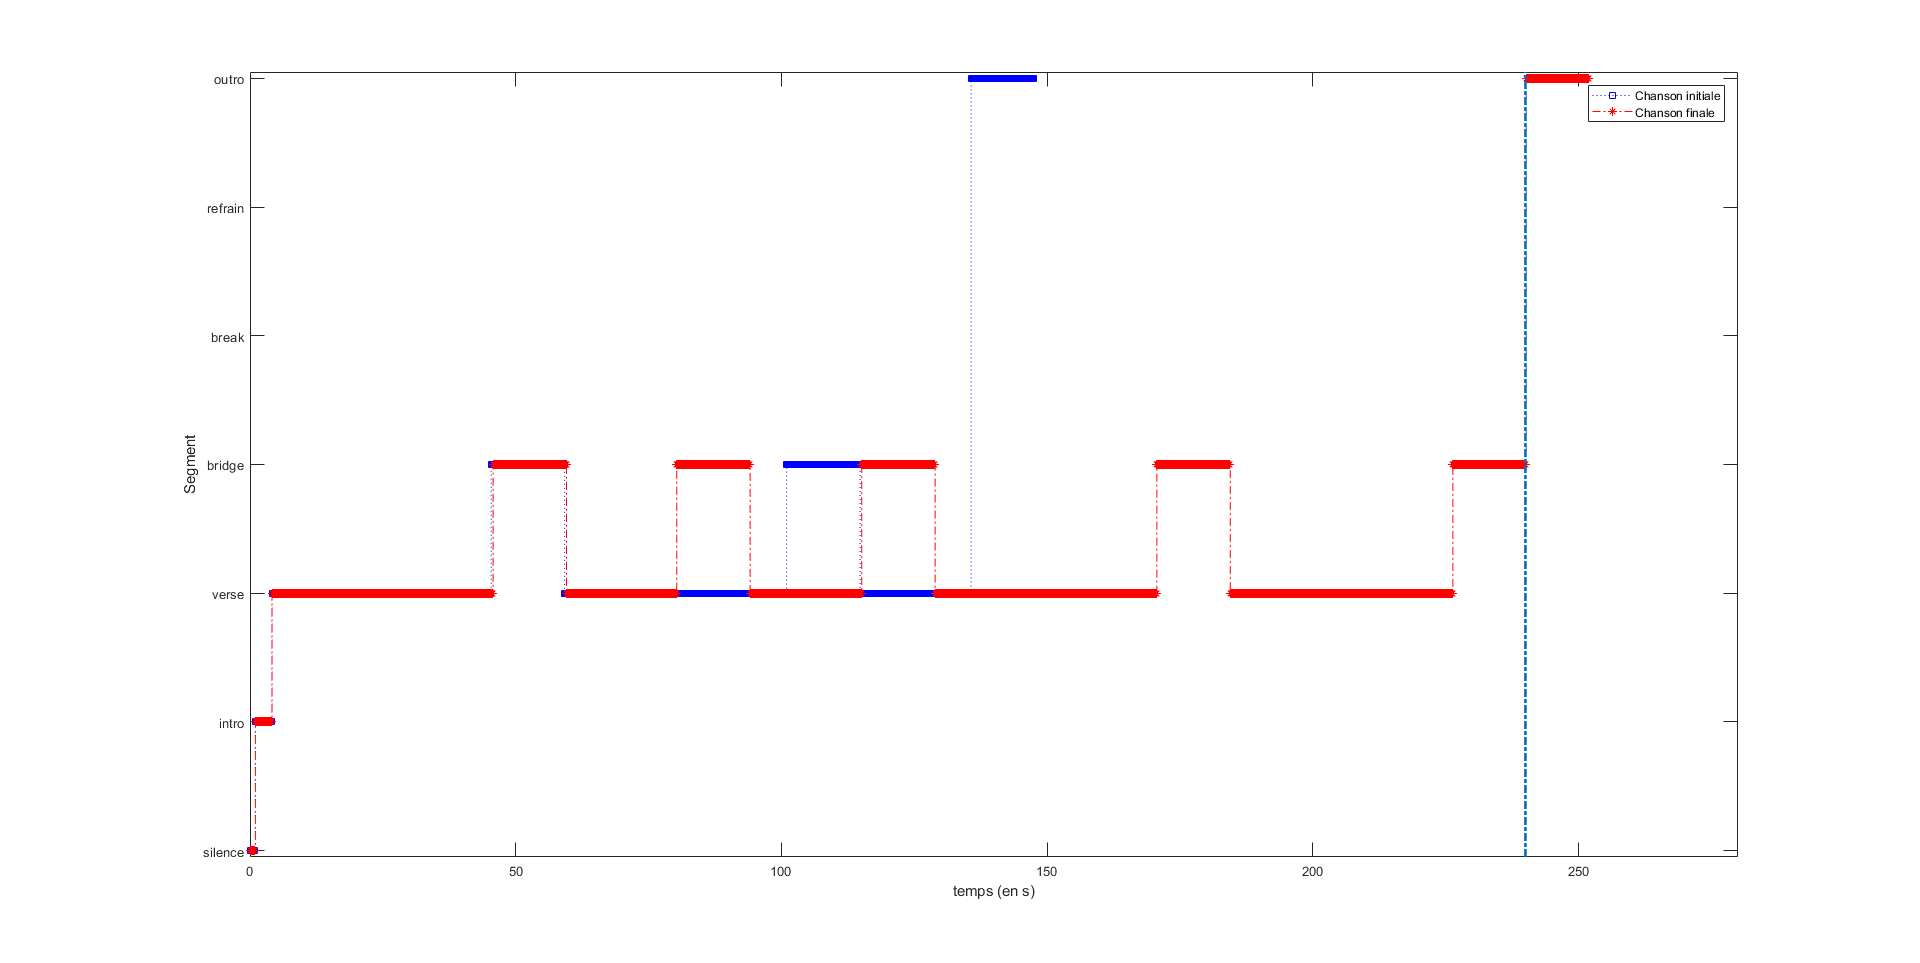 outro
Chanson initiale
Chanson finale
refrain
break
bridge
Segment
verse
intro
silence
0 50 100 150 200 250
temps (en s)